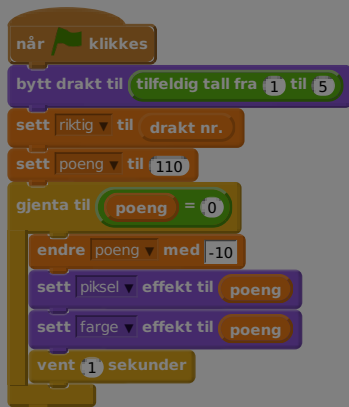 når klikkes
bytt drakt til tilfeldig tall fra 1 til 5
sett riktig til drakt nr.
sett poeng til 110
gjenta til poeng = 0
endre poeng med -10
sett piksel effekt til poeng
sett farge effekt til poeng
vent 1 sekunder